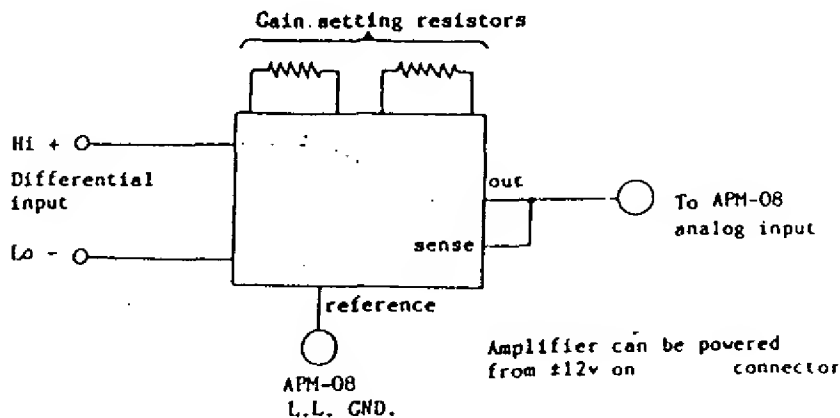 Gain setting resistors
Hi +
Differential
input
Lo -
out
sense
reference
To APM-08
analog input
APM-08
L.L. GND.
Amplifier can be powered
from ±12v on connector